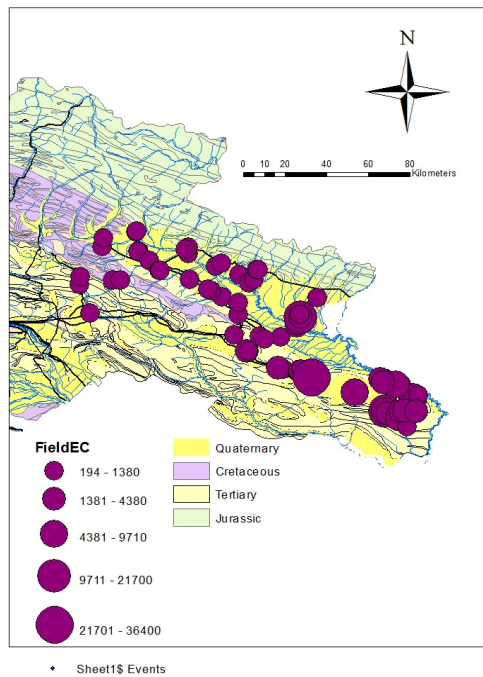 N
0 10 20 40 60 80
Kilometers
FieldEC
194 - 1380
1381 - 4380
4381 - 9710
9711 - 21700
21701 - 36400
Quaternary
Cretaceous
Tertiary
Jurassic
Sheet1$ Events